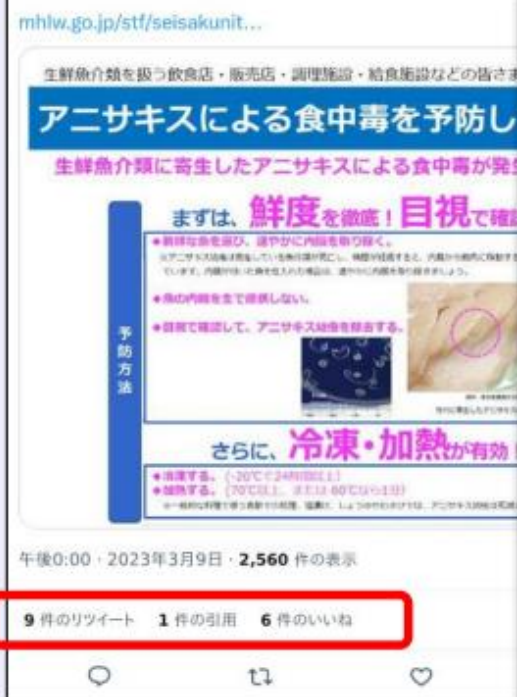 mhlw.go.jp/stf/seisakunit...
生鮮魚介類を扱う飲食店・販売店・調理施設・給食施設などの皆さま
アニサキスによる食中毒を予防し
生鮮魚介類に寄生したアニサキスによる食中毒が発生
まずは、鮮度を徹底！目視で確認
◆新鮮な魚を選び、速やかに内臓を取り除く。
◆魚の内臓を生で提供しない。
◆目視で確認して、アニサキス幼虫を除去する。
予防方法
さらに、冷凍・加熱が有効！
◆冷凍する。(-20℃で24時間以上)
◆加熱する。(70℃以上、または60℃なら1分)
午後0:00 · 2023年3月9日 · 2,560 件の表示
9 件のリツイート 1 件の引用 6 件のいいね